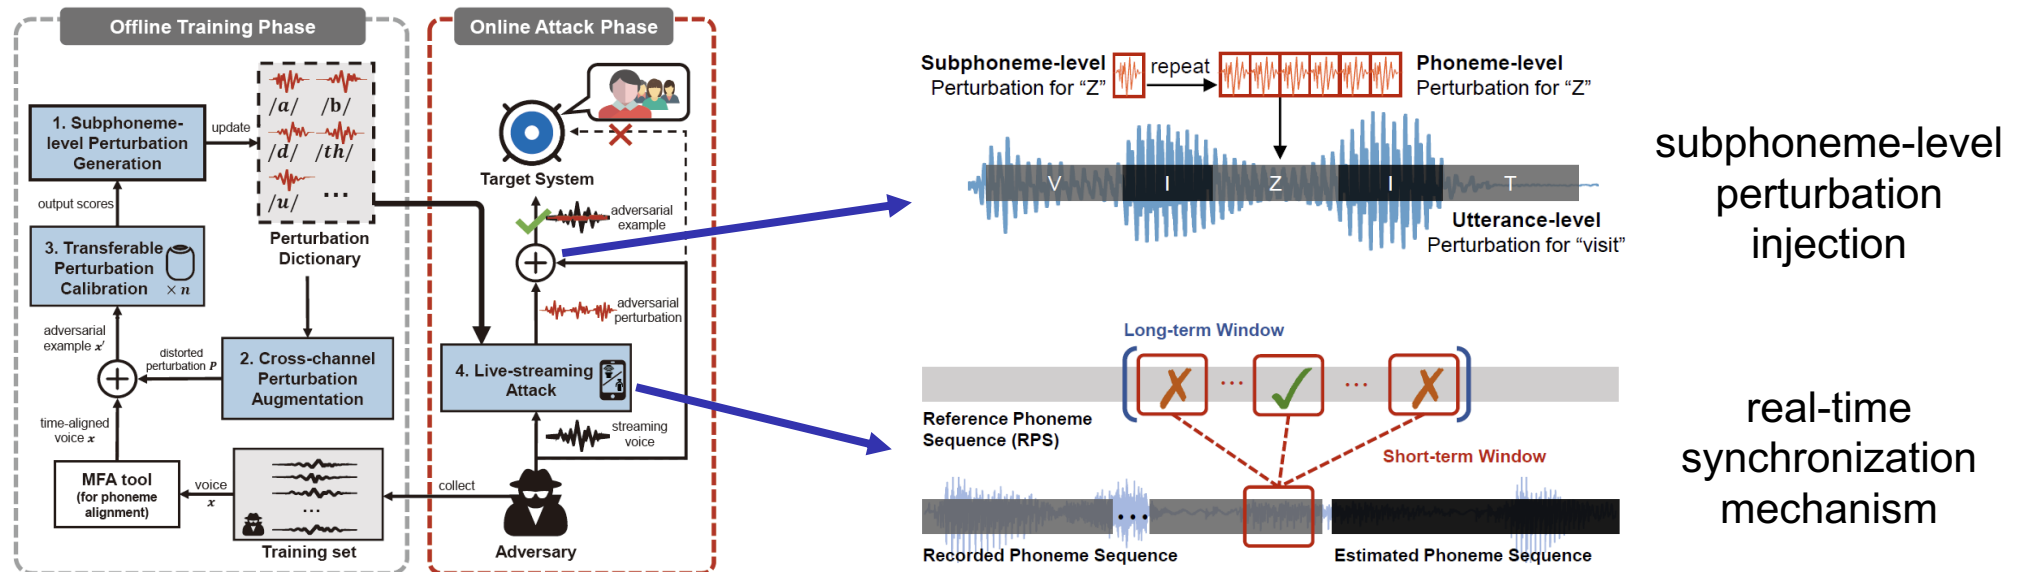 Offline Training Phase
1. Subphoneme-
level Perturbation
Generation
update
/a/ /b/
/d/ /th/
/u/ ...
Perturbation
Dictionary
output scores
3. Transferable
Perturbation
Calibration
× n
adversarial
example x′
distorted
perturbation P
2. Cross-channel
Perturbation
Augmentation
time-aligned
voice x
MFA tool
(for phoneme
alignment)
voice
x
...
Training set
collect
Online Attack Phase
Target System
adversarial
example
adversarial
perturbation
4. Live-streaming
Attack
streaming
voice
Adversary
Subphoneme-level
Perturbation for “Z”
repeat
Phoneme-level
Perturbation for “Z”
V I Z I T
Utterance-level
Perturbation for “visit”
subphoneme-level
perturbation
injection
Long-term Window
... ...
Reference Phoneme
Sequence (RPS)
Short-term Window
...
Recorded Phoneme Sequence
Estimated Phoneme Sequence
real-time
synchronization
mechanism